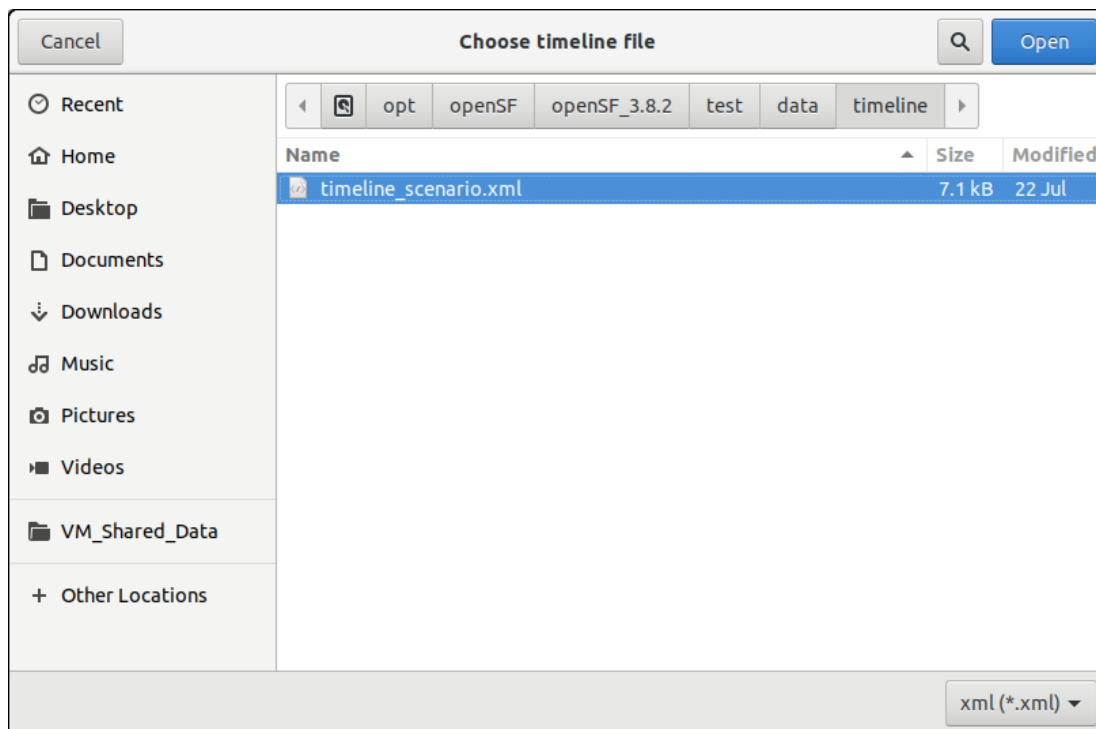 Cancel Choose timeline file Open
Recent
Home
Desktop
Documents
Downloads
Music
Pictures
Videos
VM_Shared_Data
+ Other Locations
opt openSF openSF_3.8.2 test data timeline
Name Size Modified
timeline_scenario.xml 7.1 kB 22 Jul
xml (*.xml)